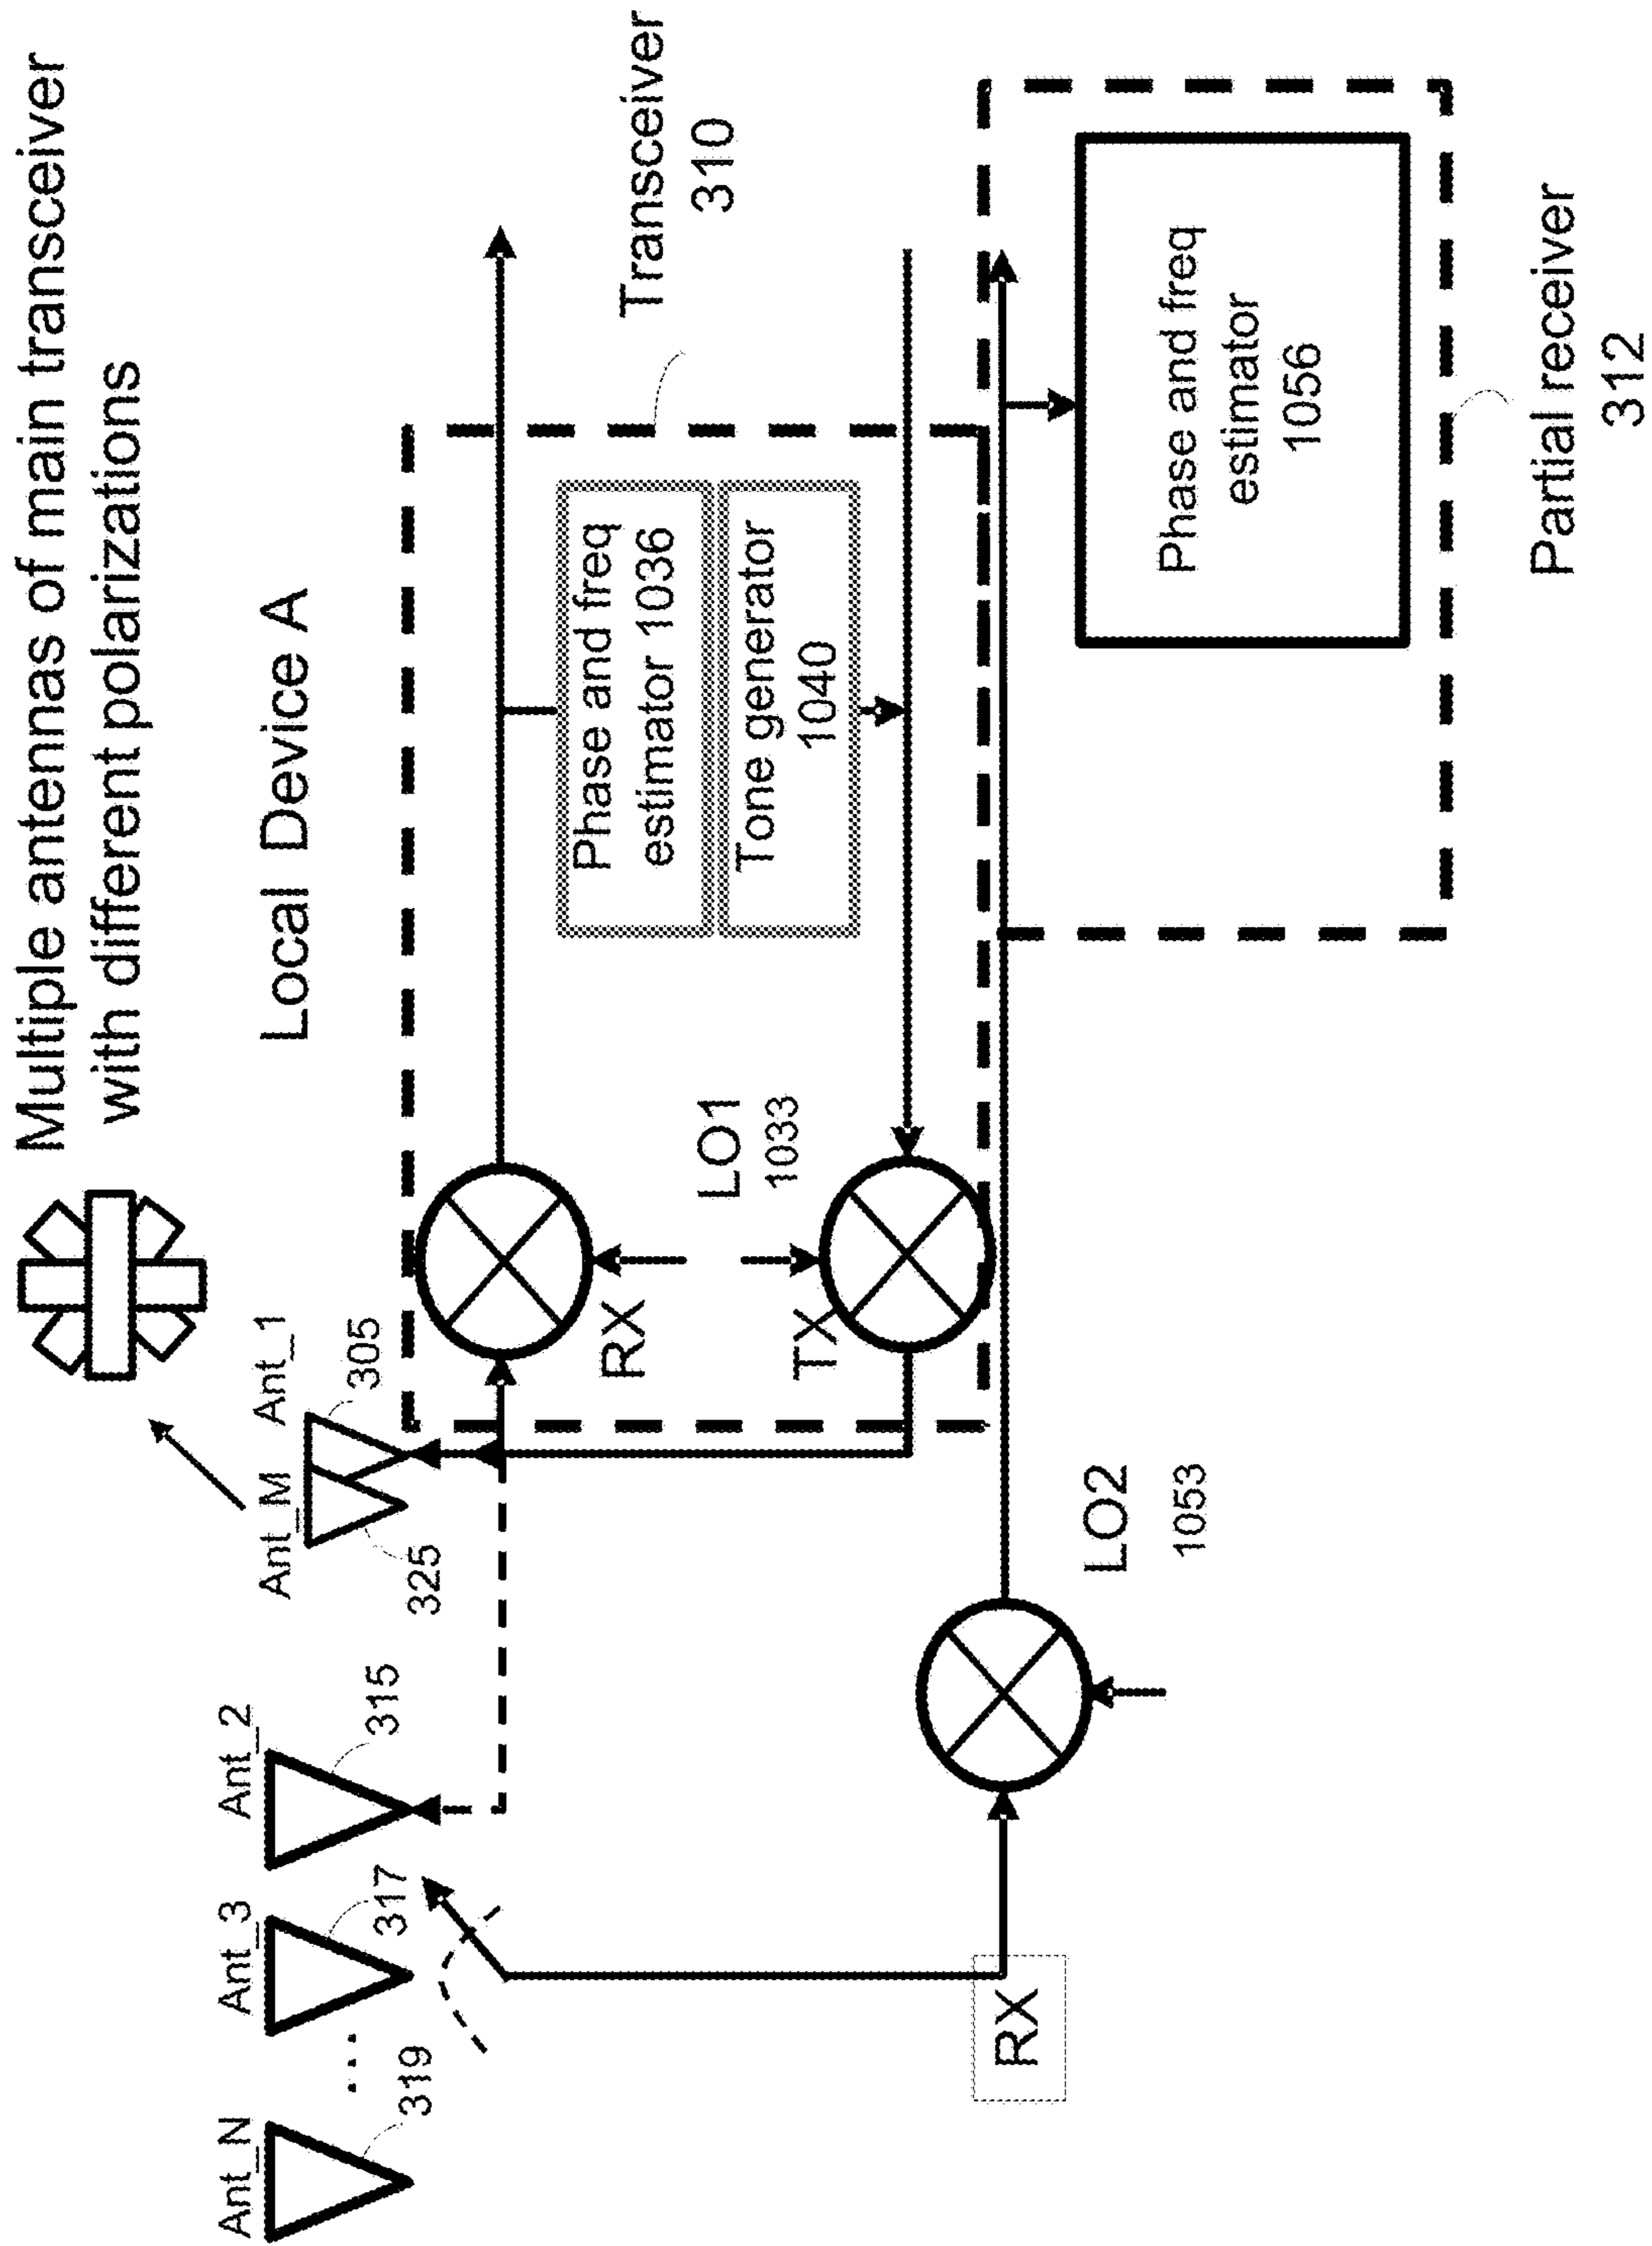 Multiple antennas of main transceiver
with different polarizations
Local Device A
Ant_N
319
...
Ant_3
317
Ant_2
315
Ant_M
325
Ant_1
305
RX
LO1
1033
TX
Phase and freq
estimator 1036
Tone generator
1040
Transceiver
310
RX
LO2
1053
Phase and freq
estimator
1056
Partial receiver
312